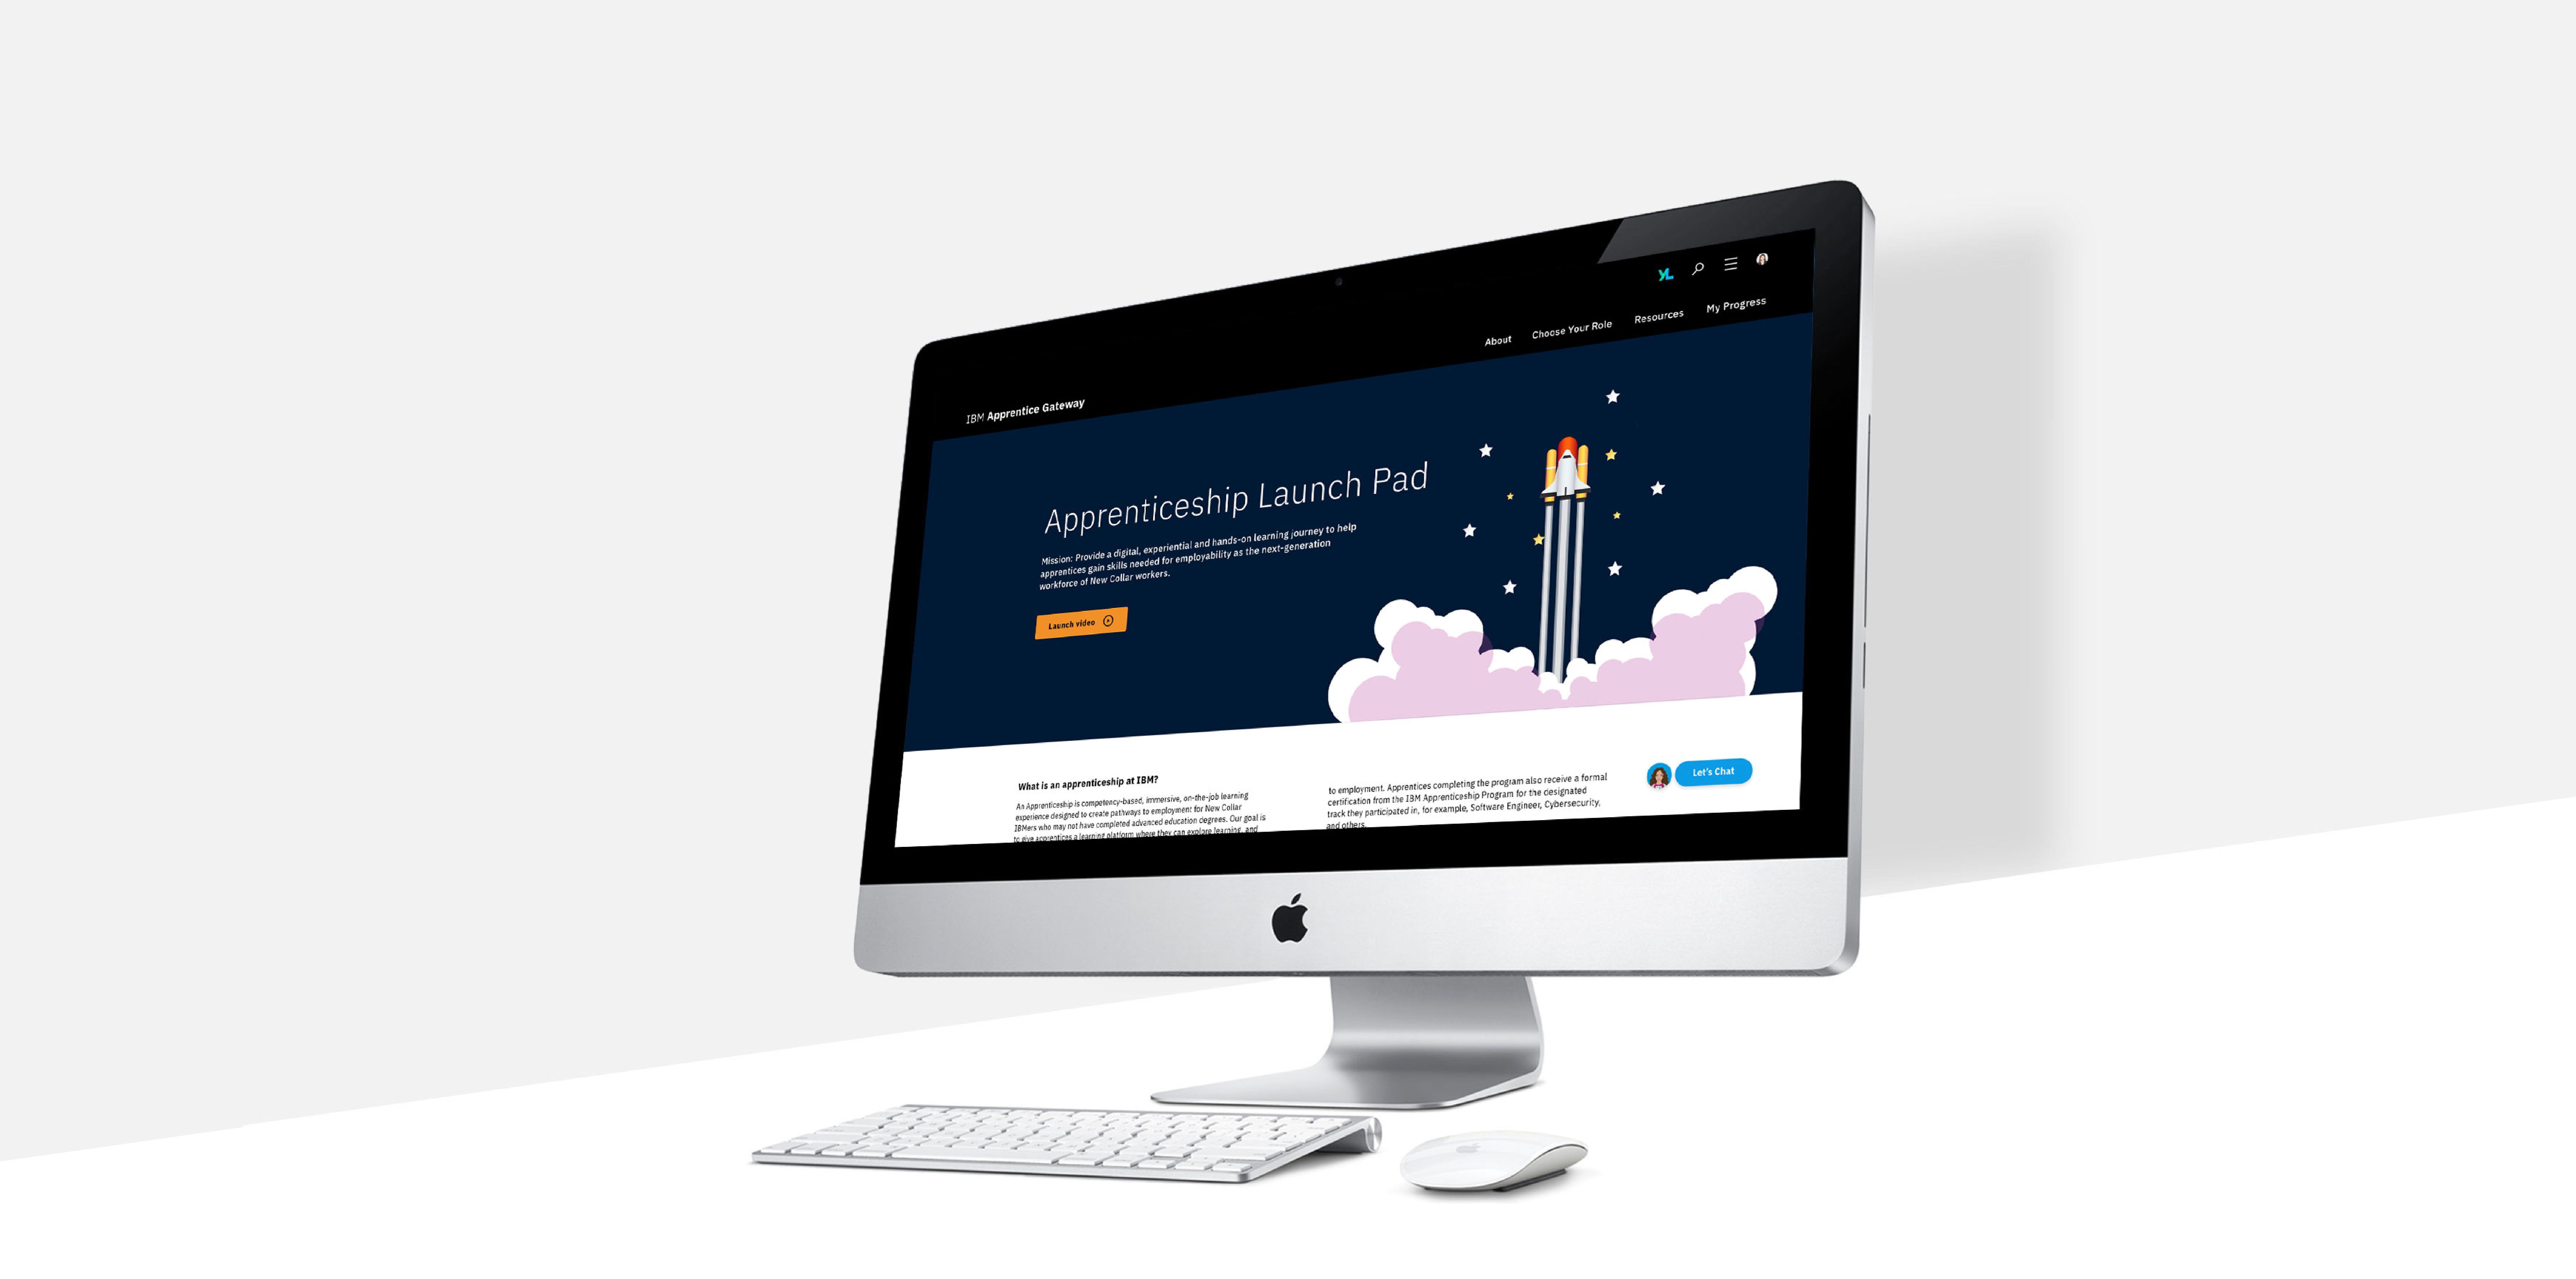 yL
About Choose Your Role Resources My Progress
IBM Apprentice Gateway
Apprenticeship Launch Pad
Mission: Provide a digital, experiential and hands-on learning journey to help
apprentices gain skills needed for employability as the next-generation
workforce of New Collar workers.
Launch video
What is an apprenticeship at IBM?
An Apprenticeship is competency-based, immersive, on-the-job learning
experience designed to create pathways to employment for New Collar
IBMers who may not have completed advanced education degrees. Our goal is
to give apprentices a learning platform where they can explore learning, and
to employment. Apprentices completing the program also receive a formal
certification from the IBM Apprenticeship Program for the designated
track they participated in, for example, Software Engineer, Cybersecurity,
and others.
Let's Chat